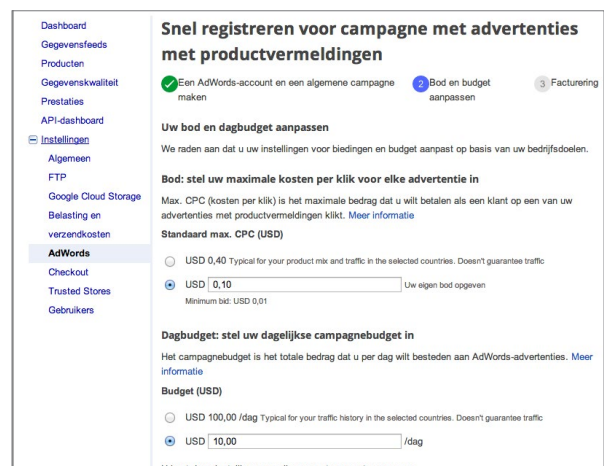 Dashboard
Gegevensfeeds
Producten
Gegevenskwaliteit
Prestaties
API-dashboard
Instellingen
Algemeen
FTP
Google Cloud Storage
Belasting en
verzendkosten
AdWords
Checkout
Trusted Stores
Gebruikers
Snel registreren voor campagne met advertenties
met productvermeldingen
Een AdWords-account en een algemene campagne
maken
2 Bod en budget
aanpassen
3 Facturering
Uw bod en dagbudget aanpassen
We raden aan dat u uw instellingen voor biedingen en budget aanpast op basis van uw bedrijfsdoelen.
Bod: stel uw maximale kosten per klik voor elke advertentie in
Max. CPC (kosten per klik) is het maximale bedrag dat u wilt betalen als een klant op een van uw
advertenties met productvermeldingen klikt. Meer informatie
Standaard max. CPC (USD)
USD 0,40 Typical for your product mix and traffic in the selected countries. Doesn't guarantee traffic
USD 0,10 Uw eigen bod opgeven
Minimum bid: USD 0,01
Dagbudget: stel uw dagelijkse campagnebudget in
Het campagnebudget is het totale bedrag dat u per dag wilt besteden aan AdWords-advertenties. Meer
informatie
Budget (USD)
USD 100,00 /dag Typical for your traffic history in the selected countries. Doesn't guarantee traffic
USD 10,00 /dag